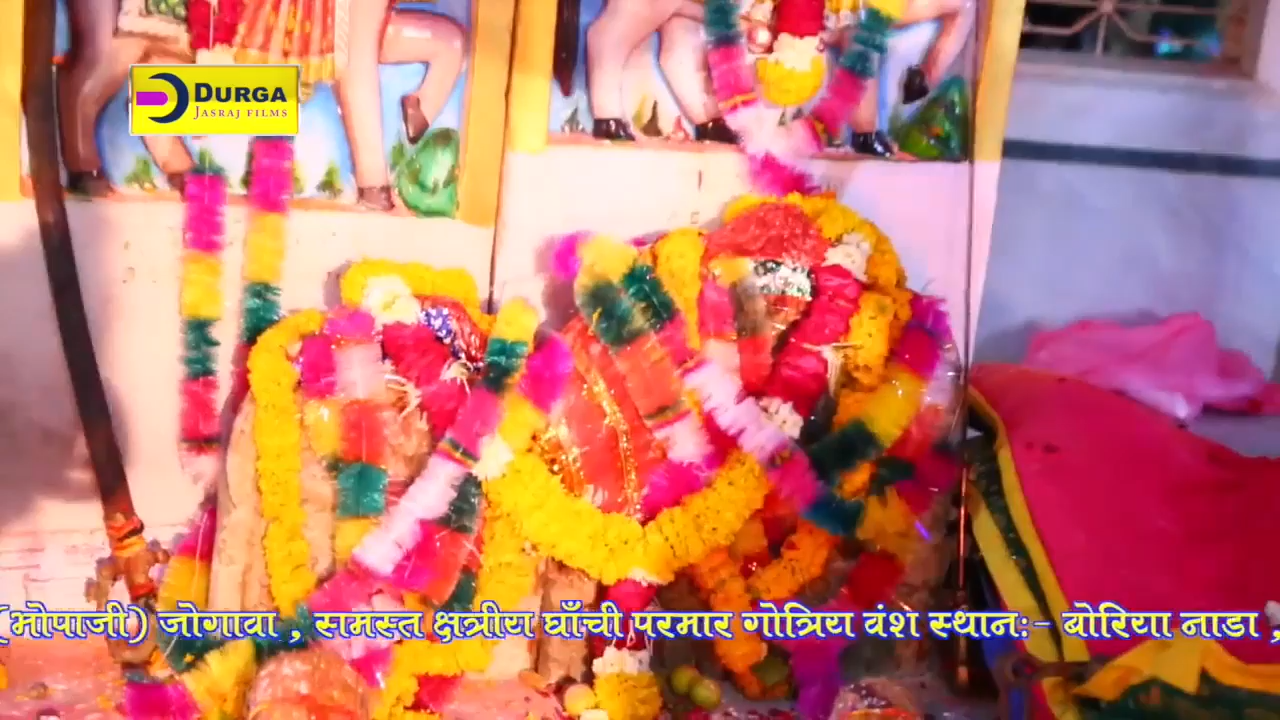 DURGA
JASRAJ FILMS
(भोपाजी) जोगावा , समस्त क्षत्रीय घाँची परमार गोत्रिय वंश स्थानः- बोरिया नाडा ,